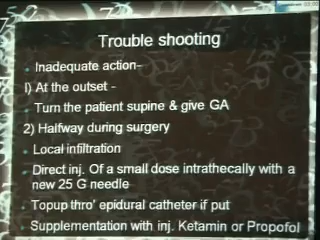 Trouble shooting
Inadequate action-
I) At the outset -
Turn the patient supine & give GA
2) Halfway during surgery
Local infiltration
Direct inj. Of a small dose intrathecally with a
new 25 G needle
Topup thro' epidural catheter if put
Supplementation with inj. Ketamin or Propofol